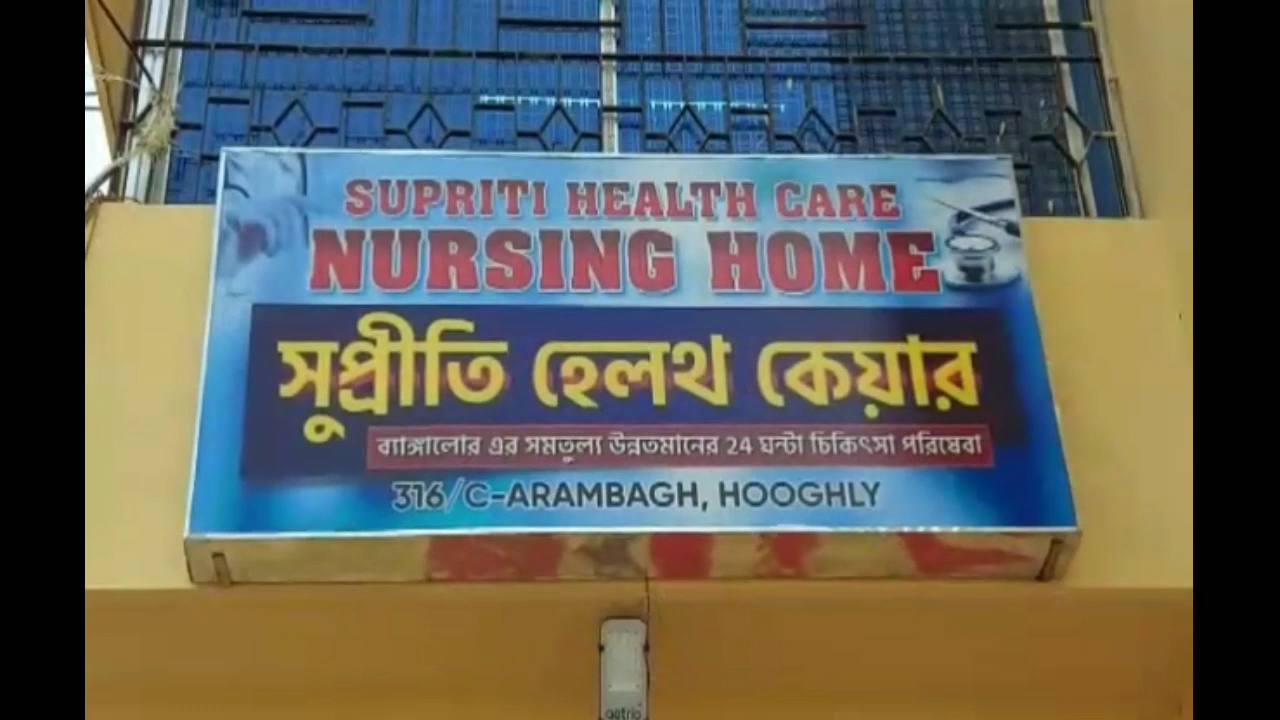 SUPRITI HEALTH CARE
NURSING HOME
সুপ্রীতি হেলথ কেয়ার
ব্যাঙ্গালোর এর সমতুল্য উন্নতমানের 24 ঘন্টা চিকিৎসা পরিষেবা
316/C-ARAMBAGH, HOOGHLY